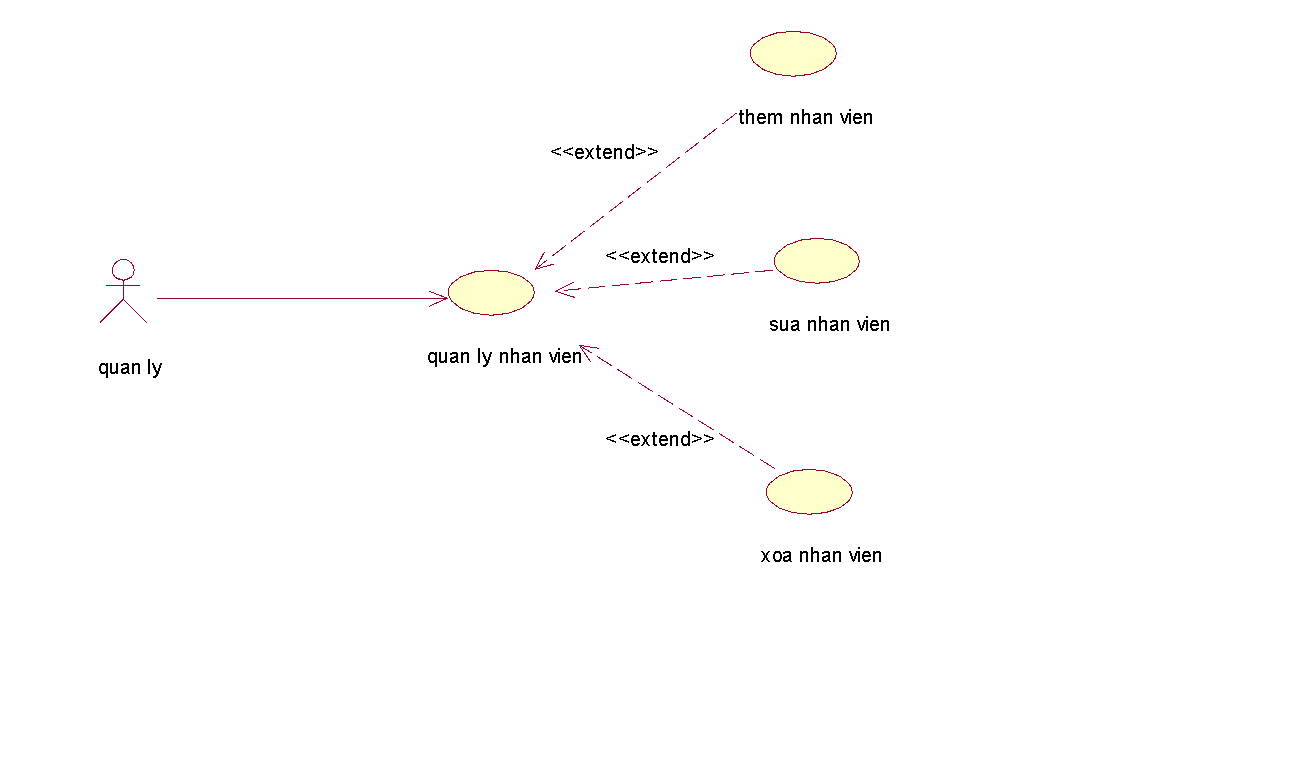 them nhan vien
<<extend>>
<<extend>>
sua nhan vien
quan ly nhan vien
quan ly
<<extend>>
xoa nhan vien